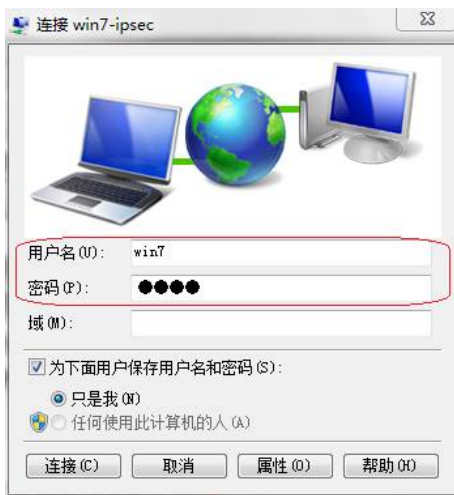 连接 win7-ipsec
用户名(U): win7
密码(P): ●●●●
域(M):
为下面用户保存用户名和密码(S):
只是我(N)
任何使用此计算机的人(A)
连接(C) 取消 属性(O) 帮助(H)